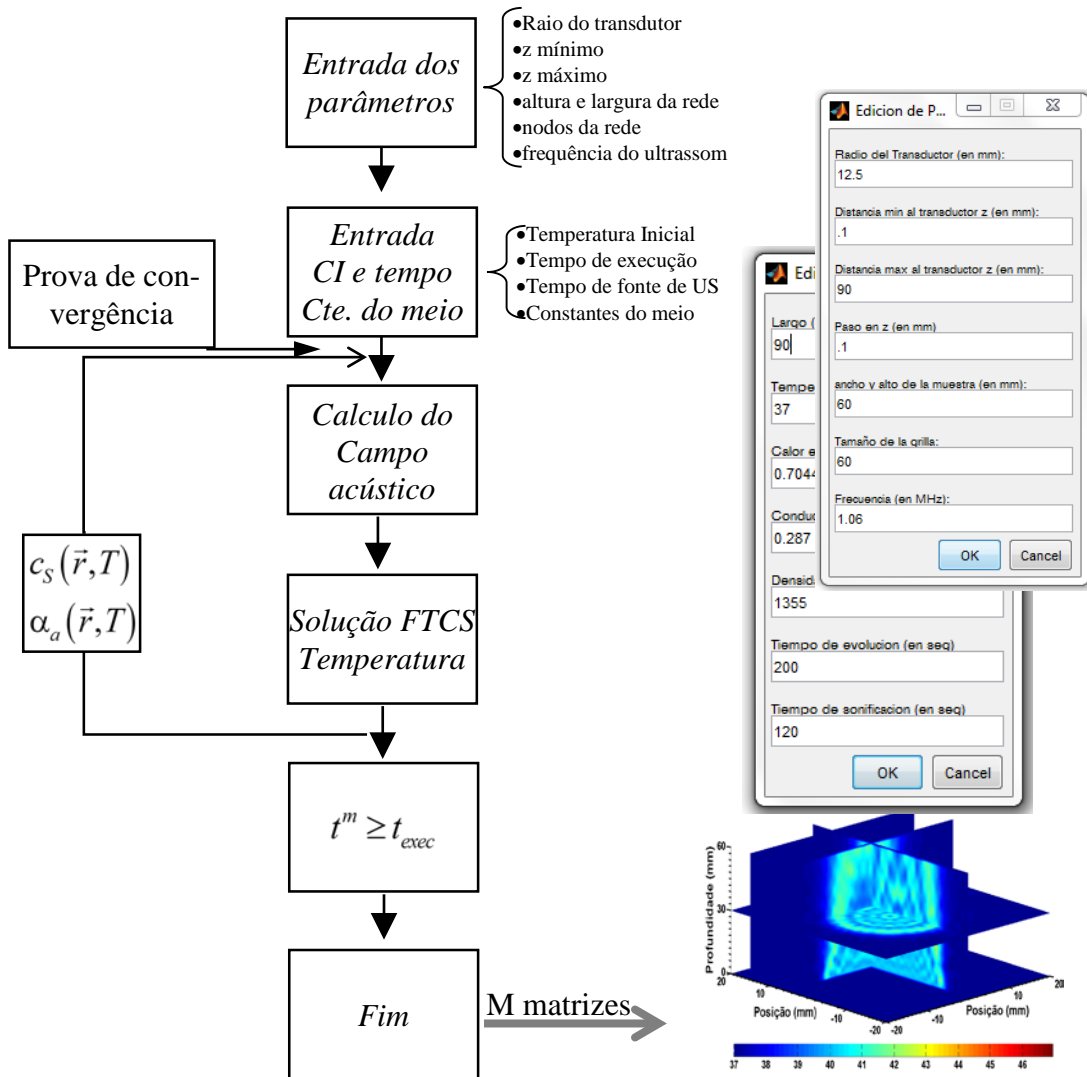 Entrada dos
parâmetros
•Raio do transdutor
•z mínimo
•z máximo
•altura e largura da rede
•nodos da rede
•frequência do ultrassom
Entrada
CI e tempo
Cte. do meio
•Temperatura Inicial
•Tempo de execução
•Tempo de fonte de US
•Constantes do meio
Prova de con-
vergência
Calculo do
Campo
acústico
c_S(r⃗,T)
α_a(r⃗,T)
Solução FTCS
Temperatura
t^m ≥ t_exec
Fim
M matrizes
Edicion de P...
Radio del Transductor (en mm):
12.5
Distancia min al transductor z (en mm):
.1
Distancia max al transductor z (en mm):
90
Paso en z (en mm)
.1
ancho y alto de la muestra (en mm):
60
Tamaño de la grilla:
60
Frecuencia (en MHz):
1.06
OK
Cancel
Edi
Largo (
90
Tempe
37
Calor e
0.7044
Conduc
0.287
Densida
1355
Tiempo de evolucion (en seg)
200
Tiempo de sonificacion (en seg)
120
OK
Cancel
Profundidade (mm)
60
30
0
20
10
-10
-20
Posição (mm)
-20
-10
10
20
Posição (mm)
37 38 39 40 41 42 43 44 45 46